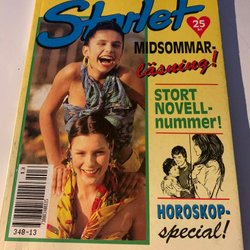 Starlet
25
MIDSOMMAR-
läsning!
STORT
NOVELL-
nummer!
HOROSKOP-
special!
348-13